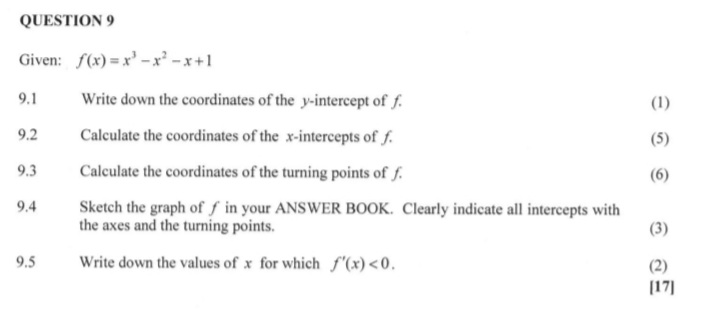 QUESTION 9
Given: f(x) = x³ – x² – x + 1
9.1 Write down the coordinates of the y-intercept of f. (1)
9.2 Calculate the coordinates of the x-intercepts of f. (5)
9.3 Calculate the coordinates of the turning points of f. (6)
9.4 Sketch the graph of f in your ANSWER BOOK. Clearly indicate all intercepts with
the axes and the turning points. (3)
9.5 Write down the values of x for which f′(x) < 0. (2)
[17]